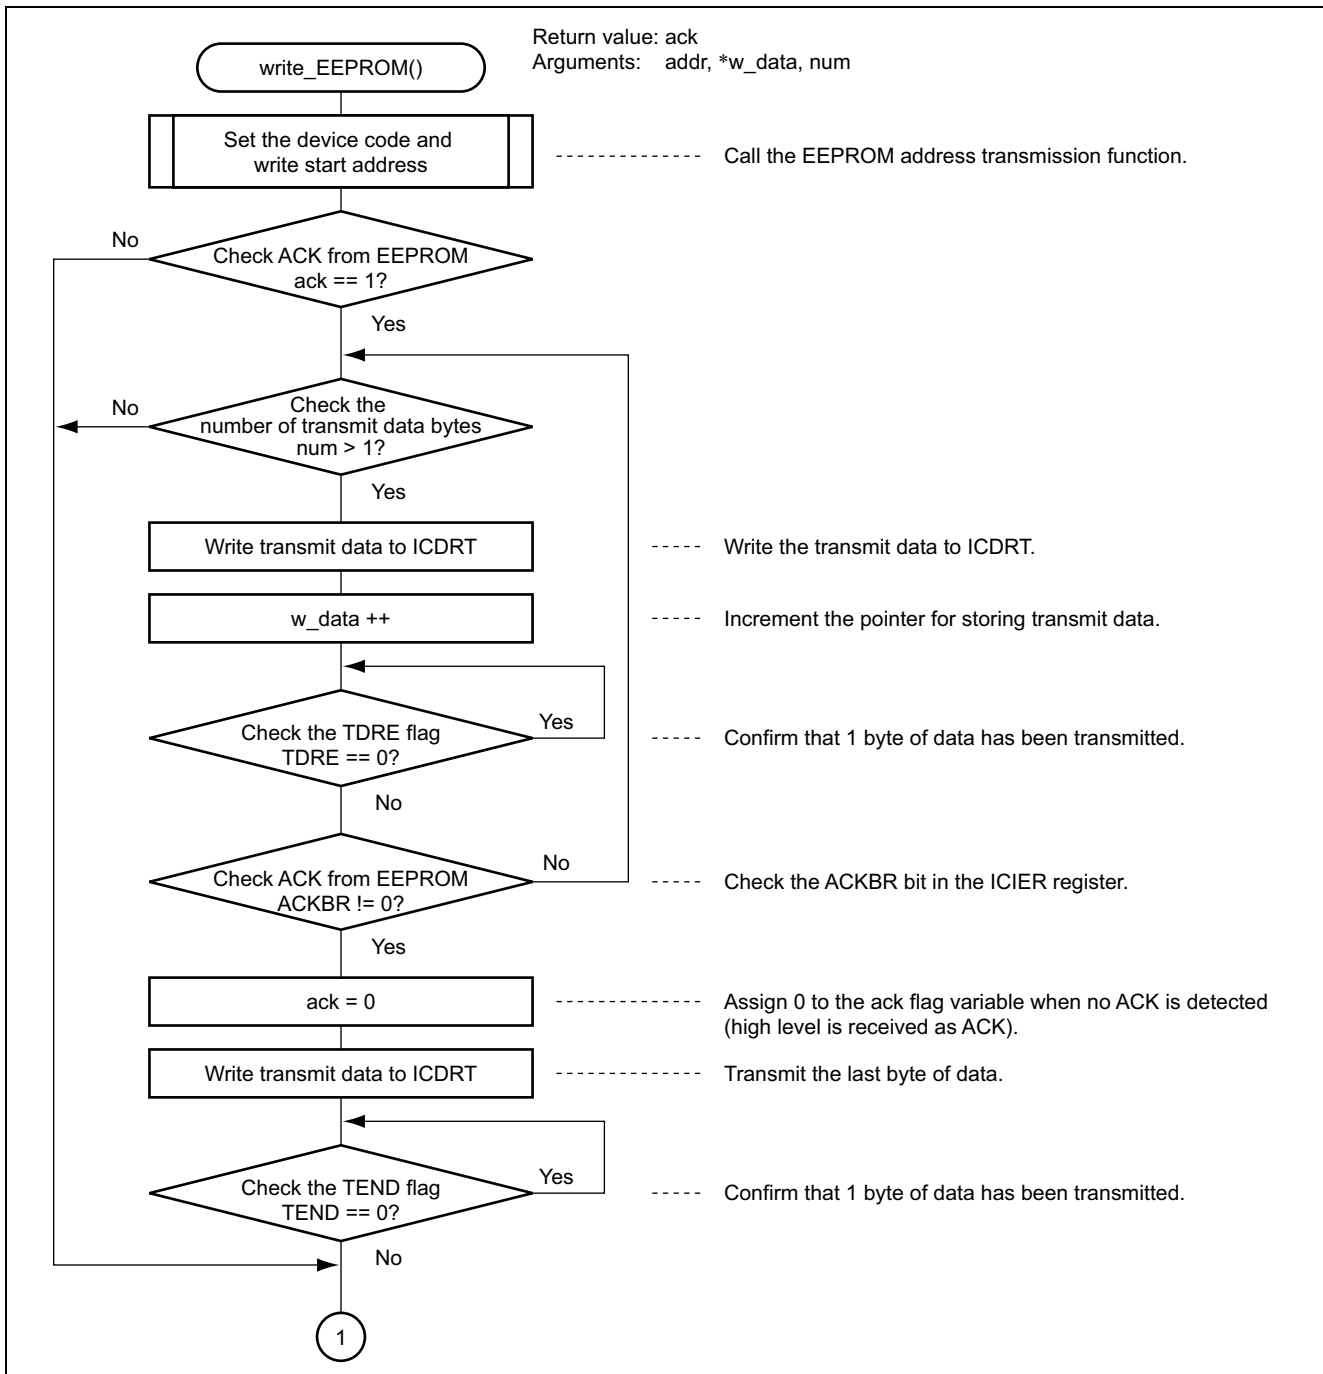 Return value: ack
Arguments: addr, *w_data, num
write_EEPROM()
Set the device code and
write start address
Call the EEPROM address transmission function.
No
Check ACK from EEPROM
ack == 1?
Yes
No
Check the
number of transmit data bytes
num > 1?
Yes
Write transmit data to ICDRT
Write the transmit data to ICDRT.
w_data ++
Increment the pointer for storing transmit data.
Yes
Check the TDRE flag
TDRE == 0?
Confirm that 1 byte of data has been transmitted.
No
No
Check ACK from EEPROM
ACKBR != 0?
Check the ACKBR bit in the ICIER register.
Yes
ack = 0
Assign 0 to the ack flag variable when no ACK is detected
(high level is received as ACK).
Write transmit data to ICDRT
Transmit the last byte of data.
Yes
Check the TEND flag
TEND == 0?
Confirm that 1 byte of data has been transmitted.
No
1